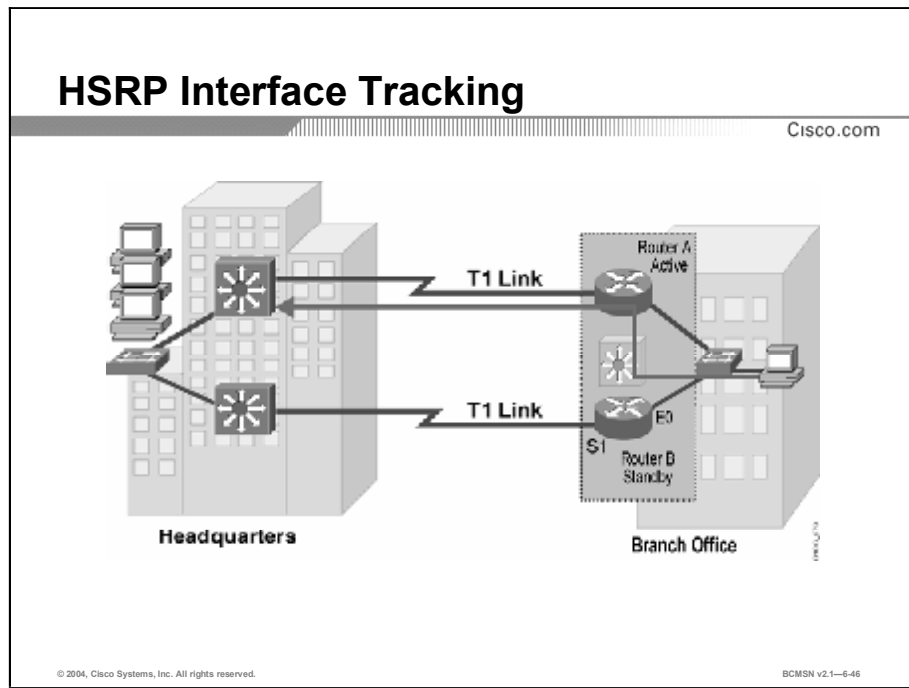 HSRP Interface Tracking
Cisco.com
Router A
Active
T1 Link
T1 Link
E0
S1
Router B
Standby
Headquarters
Branch Office
© 2004, Cisco Systems, Inc. All rights reserved.
BCMSN v2.1—6-46